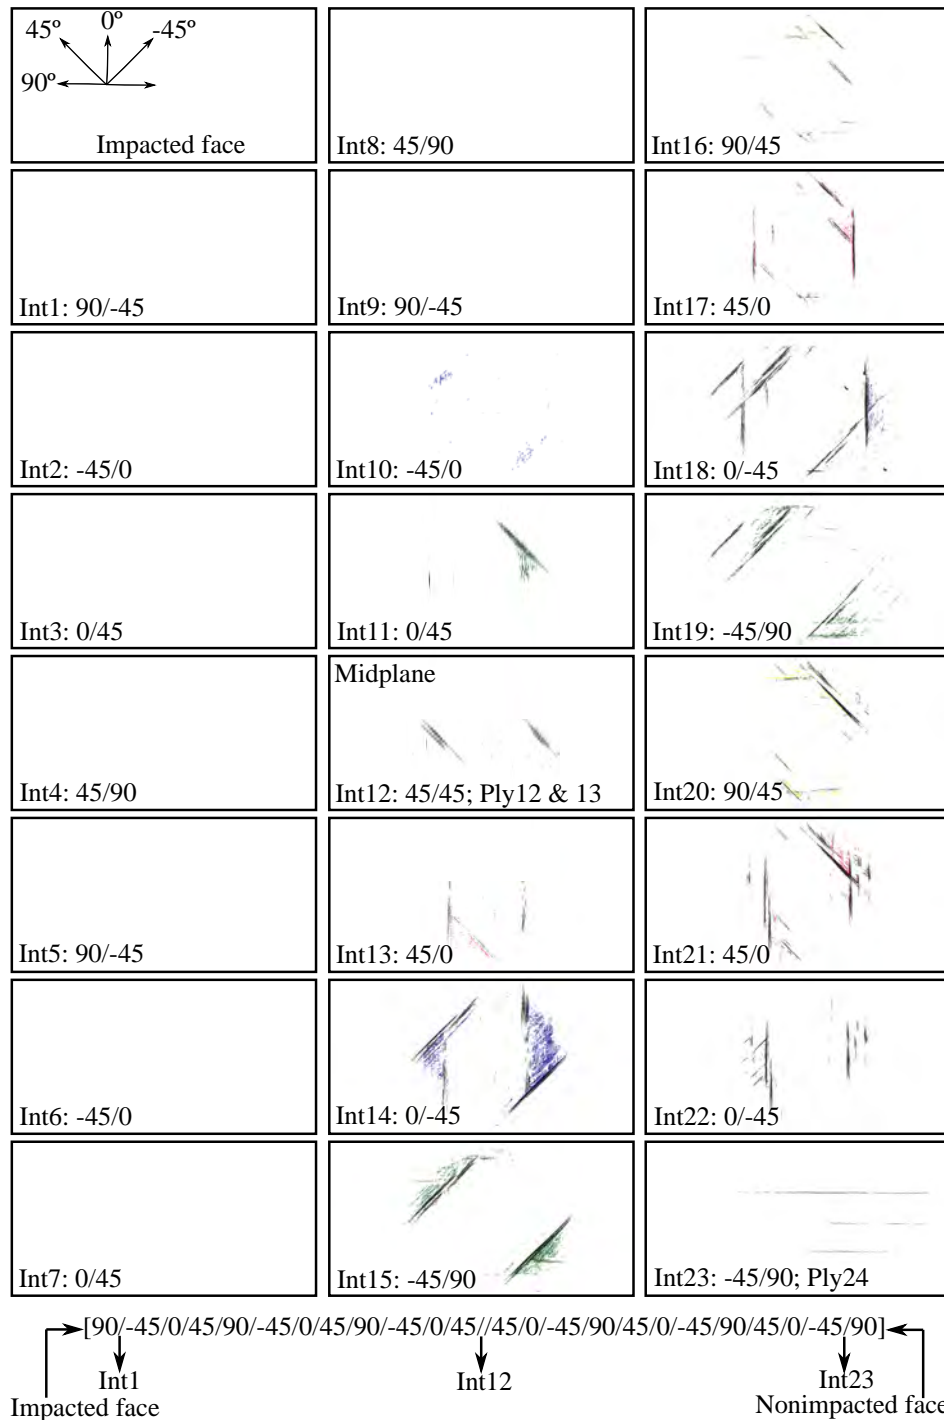 0º
45º
-45º
90º
Impacted face
Int1: 90/-45
Int2: -45/0
Int3: 0/45
Int4: 45/90
Int5: 90/-45
Int6: -45/0
Int7: 0/45
Int8: 45/90
Int9: 90/-45
Int10: -45/0
Int11: 0/45
Midplane
Int12: 45/45; Ply12 & 13
Int13: 45/0
Int14: 0/-45
Int15: -45/90
Int16: 90/45
Int17: 45/0
Int18: 0/-45
Int19: -45/90
Int20: 90/45
Int21: 45/0
Int22: 0/-45
Int23: -45/90; Ply24
[90/-45/0/45/90/-45/0/45/90/-45/0/45//45/0/-45/90/45/0/-45/90/45/0/-45/90]
Int1
Int12
Int23
Impacted face
Nonimpacted face